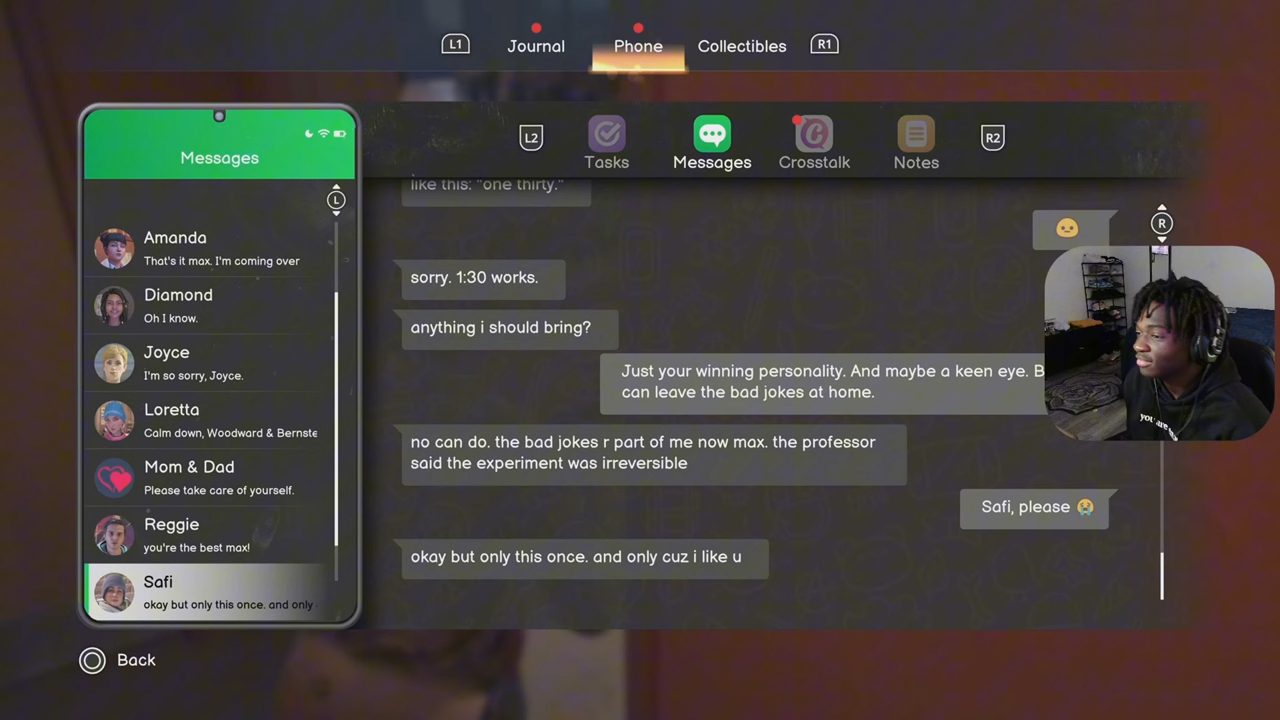 L1
Journal
Phone
Collectibles
R1
Messages
L2
Tasks
Messages
Crosstalk
Notes
R2
L
Amanda
That's it max. I'm coming over
Diamond
Oh I know.
Joyce
I'm so sorry, Joyce.
Loretta
Calm down, Woodward & Bernste
Mom & Dad
Please take care of yourself.
Reggie
you're the best max!
Safi
okay but only this once. and only
like this: "one thirty."
R
sorry. 1:30 works.
anything i should bring?
Just your winning personality. And maybe a keen eye. B
can leave the bad jokes at home.
no can do. the bad jokes r part of me now max. the professor
said the experiment was irreversible
Safi, please
okay but only this once. and only cuz i like u
you are
Back